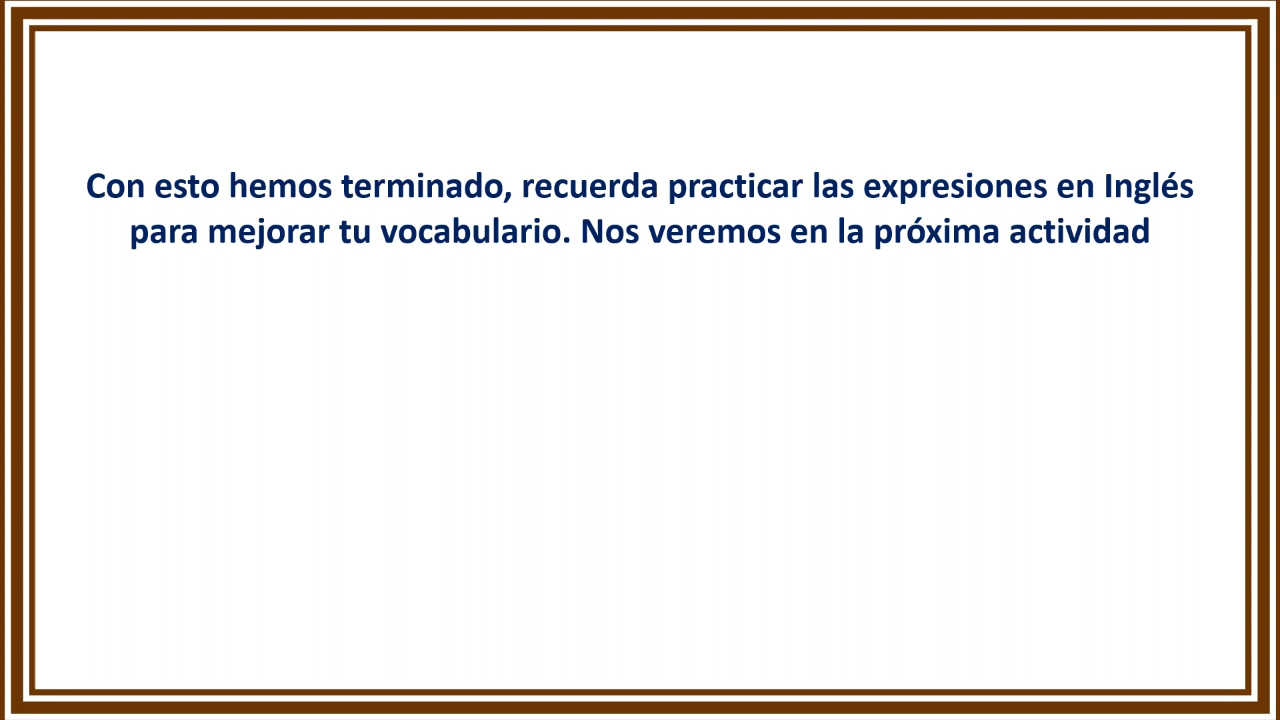 Con esto hemos terminado, recuerda practicar las expresiones en Inglés
para mejorar tu vocabulario. Nos veremos en la próxima actividad